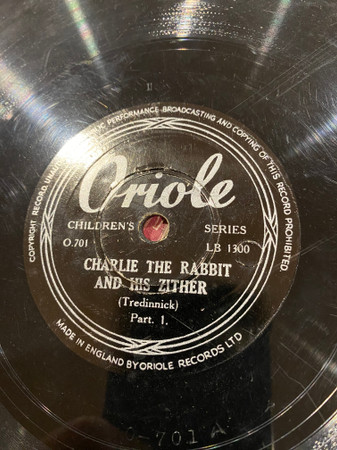 COPYRIGHT RECORD. PERFORMANCE BROADCASTING AND COPYING OF THIS RECORD PROHIBITED
Oriole
CHILDREN'S SERIES
O.701 LB 1300
CHARLIE THE RABBIT
AND HIS ZITHER
(Tredinnick)
Part. 1.
MADE IN ENGLAND BY ORIOLE RECORDS LTD
701 A